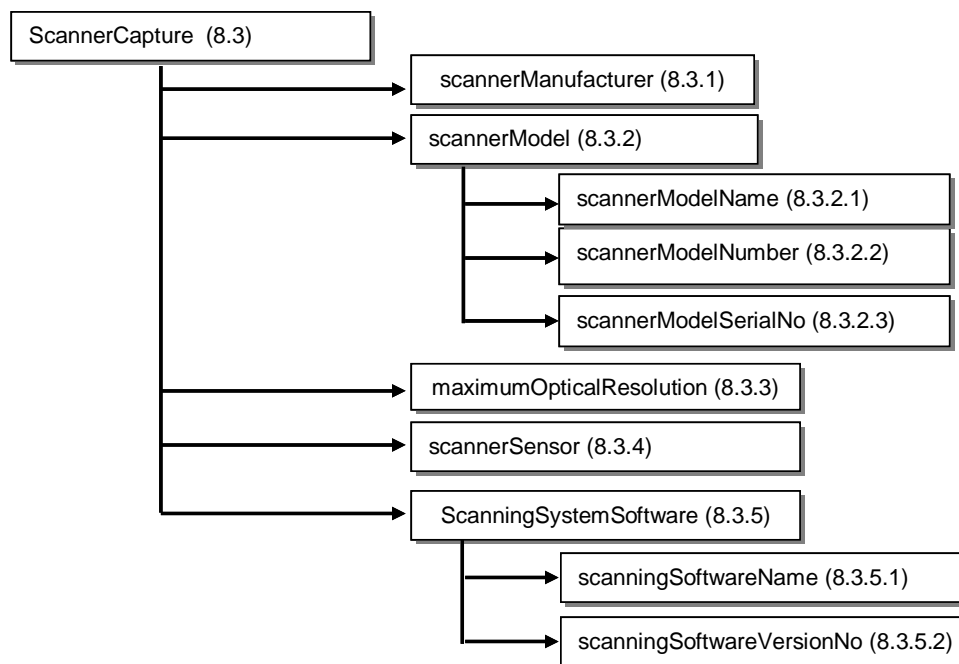 ScannerCapture (8.3)
scannerManufacturer (8.3.1)
scannerModel (8.3.2)
scannerModelName (8.3.2.1)
scannerModelNumber (8.3.2.2)
scannerModelSerialNo (8.3.2.3)
maximumOpticalResolution (8.3.3)
scannerSensor (8.3.4)
ScanningSystemSoftware (8.3.5)
scanningSoftwareName (8.3.5.1)
scanningSoftwareVersionNo (8.3.5.2)